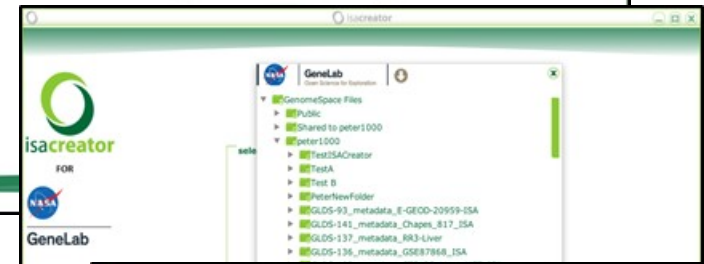 isacreator
GeneLab
Open Science for Exploration
GenomeSpace Files
Public
Shared to peter1000
peter1000
TestISACreator
TestA
Test B
PeterNewFolder
GLDS-93_metadata_E-GEOD-20959-ISA
GLDS-141_metadata_Chapes_817_ISA
GLDS-137_metadata_RR3-Liver
GLDS-136_metadata_GSE87868_ISA
sele
isacreator
FOR
NASA
GeneLab